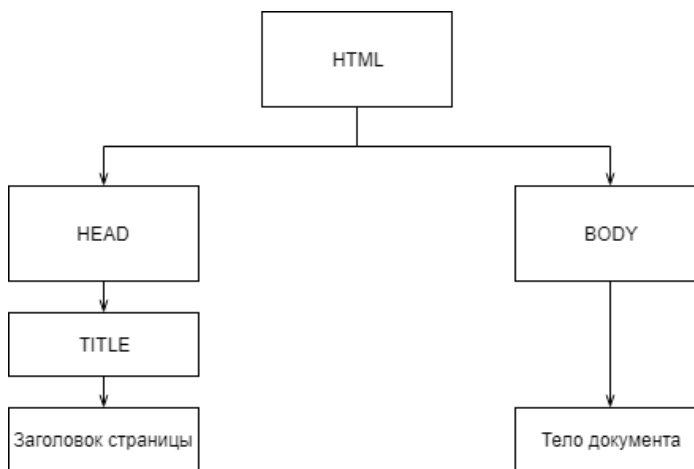 HTML
HEAD
BODY
TITLE
Заголовок страницы
Тело документа